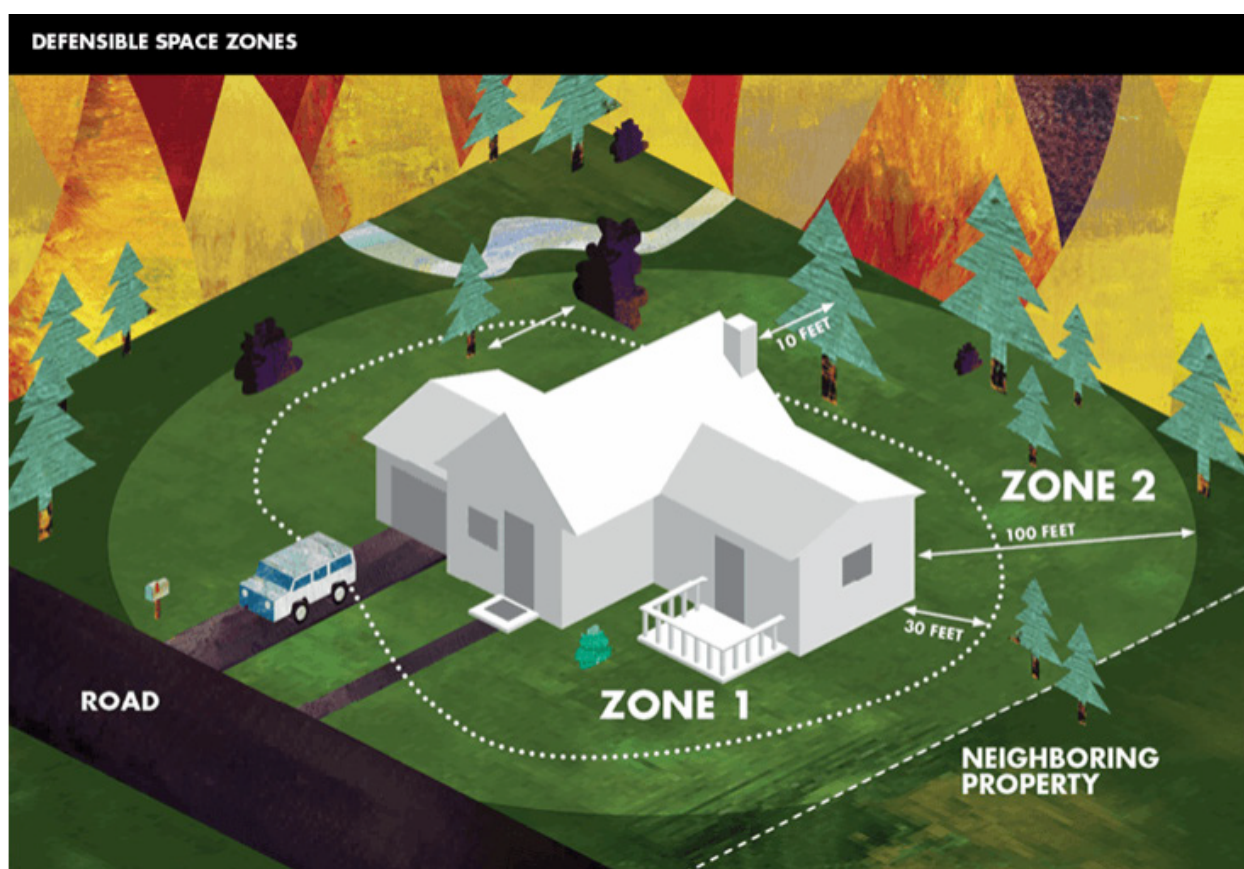 DEFENSIBLE SPACE ZONES
10 FEET
ZONE 2
100 FEET
30 FEET
ROAD
ZONE 1
NEIGHBORING
PROPERTY